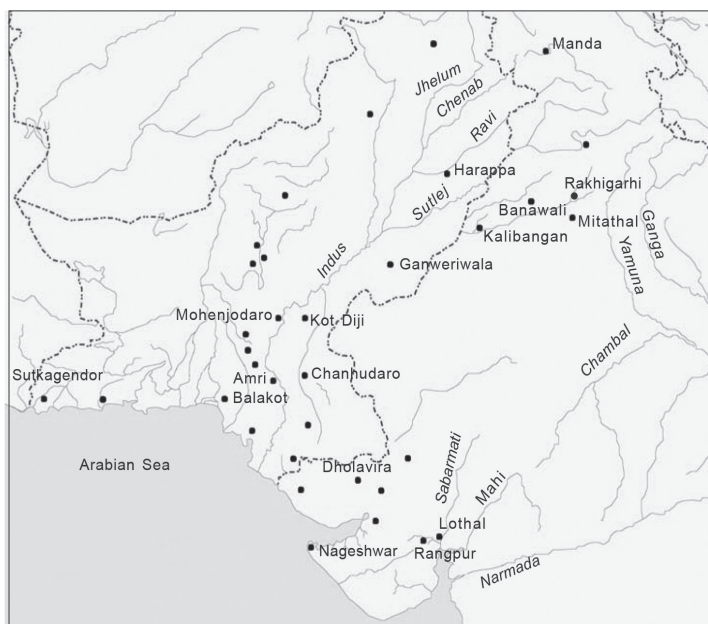 Manda
Jhelum
Chenab
Ravi
Harappa
Sutlej
Rakhigarhi
Banawali
Mitathal
Kalibangan
Ganga
Yamuna
Indus
Ganweriwala
Mohenjodaro
Kot Diji
Chambal
Sutkagendor
Amri
Chanhudaro
Balakot
Arabian Sea
Dholavira
Sabarmati
Mahi
Lothal
Nageshwar
Rangpur
Narmada